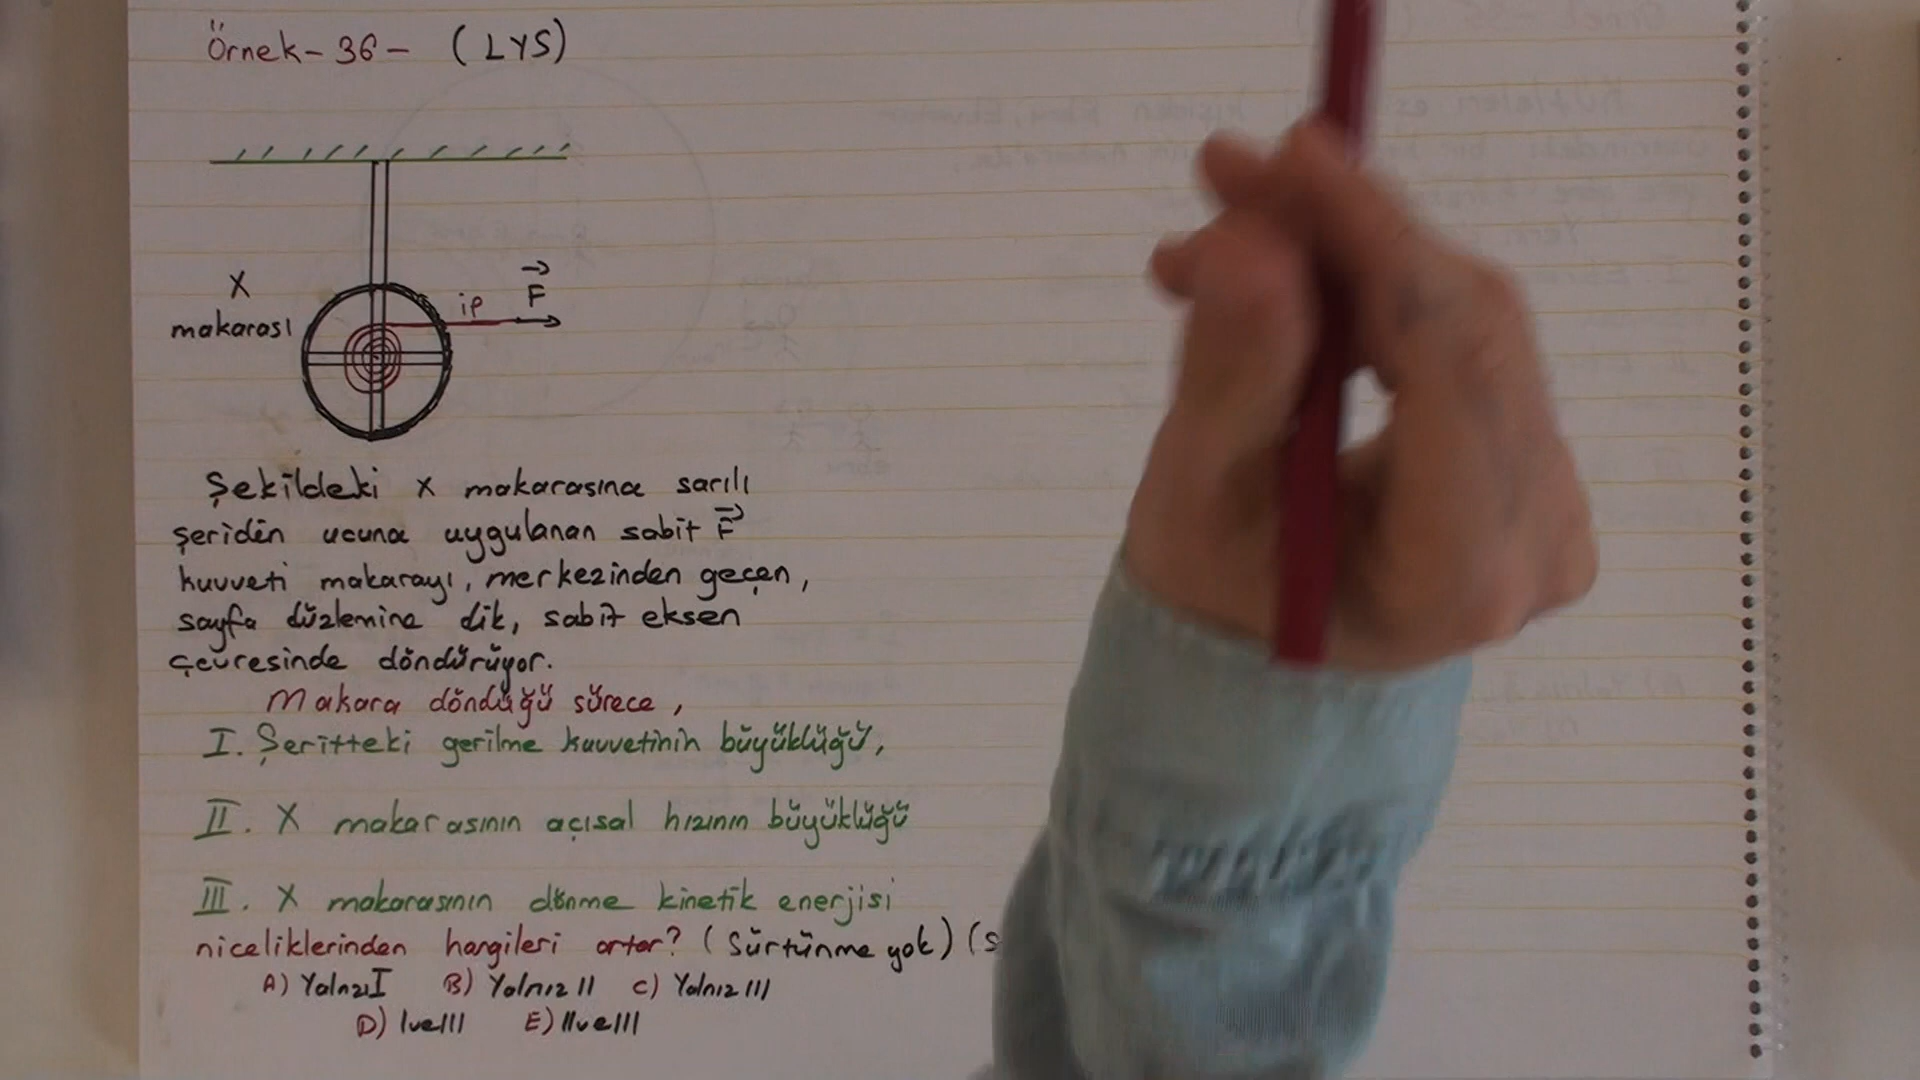 Örnek-36- (LYS)
X
makarası
ip
F
Şekildeki X makarasına sarılı
şeridin ucuna uygulanan sabit F
kuvveti makarayı, merkezinden geçen,
sayfa düzlemine dik, sabit eksen
çevresinde döndürüyor.
Makara döndüğü sürece,
I. Şeritteki gerilme kuvvetinin büyüklüğü,
II. X makarasının açısal hızının büyüklüğü
III. X makarasının dönme kinetik enerjisi
niceliklerinden hangileri artar? (Sürtünme yok) (s
A) Yalnız I B) Yalnız II C) Yalnız III
D) I ve III E) II ve III